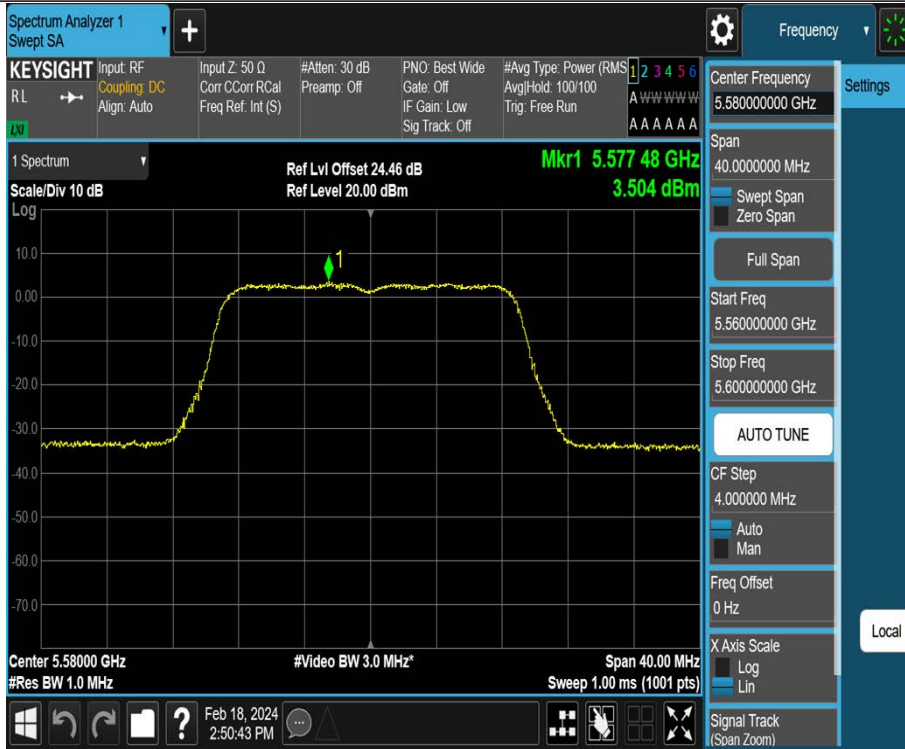 Spectrum Analyzer 1
Swept SA
+
Frequency
KEYSIGHT
RL
LXI
Input: RF
Coupling: DC
Align: Auto
Input Z: 50 Ω
Corr CCorr RCal
Freq Ref: Int (S)
#Atten: 30 dB
Preamp: Off
PNO: Best Wide
Gate: Off
IF Gain: Low
Sig Track: Off
#Avg Type: Power (RMS
Avg|Hold: 100/100
Trig: Free Run
1 2 3 4 5 6
A W W W W W
A A A A A A
1 Spectrum
Scale/Div 10 dB
Log
Ref Lvl Offset 24.46 dB
Ref Level 20.00 dBm
Mkr1 5.577 48 GHz
3.504 dBm
1
10.0
0.00
-10.0
-20.0
-30.0
-40.0
-50.0
-60.0
-70.0
Center 5.58000 GHz
#Res BW 1.0 MHz
#Video BW 3.0 MHz*
Span 40.00 MHz
Sweep 1.00 ms (1001 pts)
Feb 18, 2024
2:50:43 PM
?
Center Frequency
5.580000000 GHz
Span
40.0000000 MHz
Swept Span
Zero Span
Full Span
Start Freq
5.560000000 GHz
Stop Freq
5.600000000 GHz
AUTO TUNE
CF Step
4.000000 MHz
Auto
Man
Freq Offset
0 Hz
X Axis Scale
Log
Lin
Signal Track
(Span Zoom)
Settings
Local